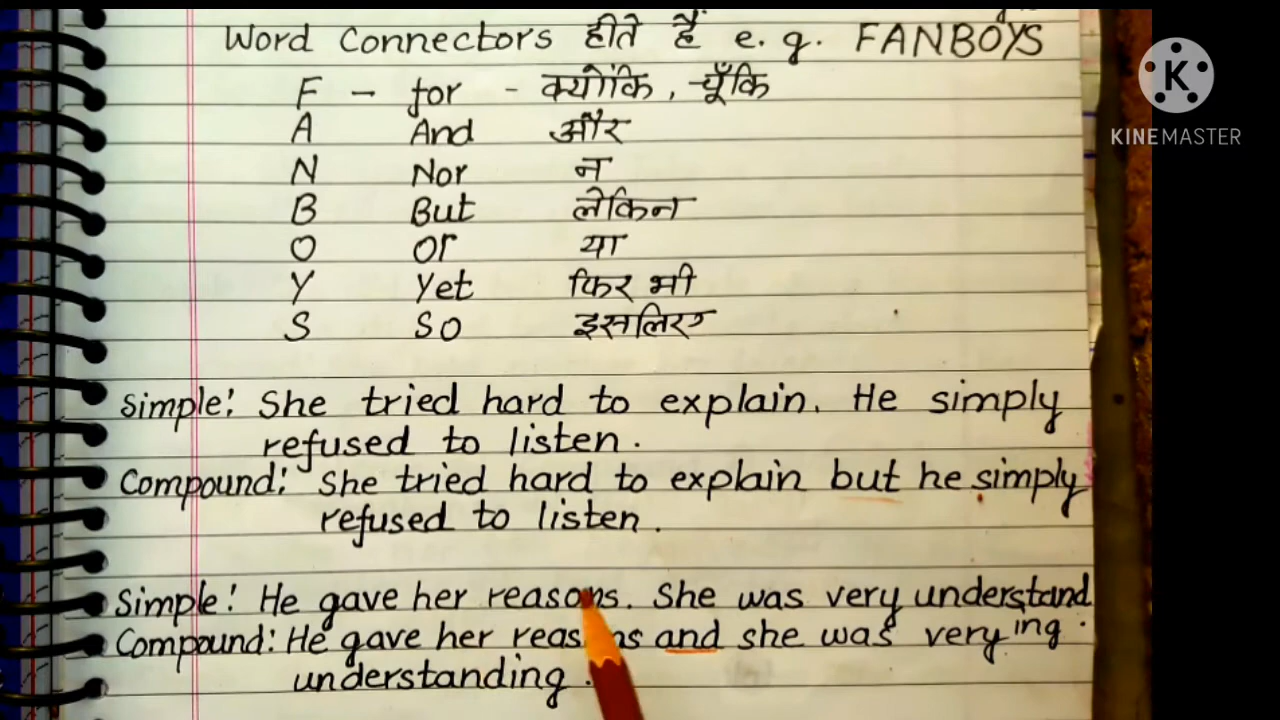 Word Connectors होते हैं e.g. FANBOYS
F - for - क्योंकि, चूँकि
A And और
N Nor न
B But लेकिन
O Or या
Y Yet फिर भी
S So इसलिए
Simple: She tried hard to explain. He simply
refused to listen.
Compound: She tried hard to explain but he simply
refused to listen.
Simple: He gave her reasons. She was very understand
ing.
Compound: He gave her reasons and she was very
understanding.
KINEMASTER